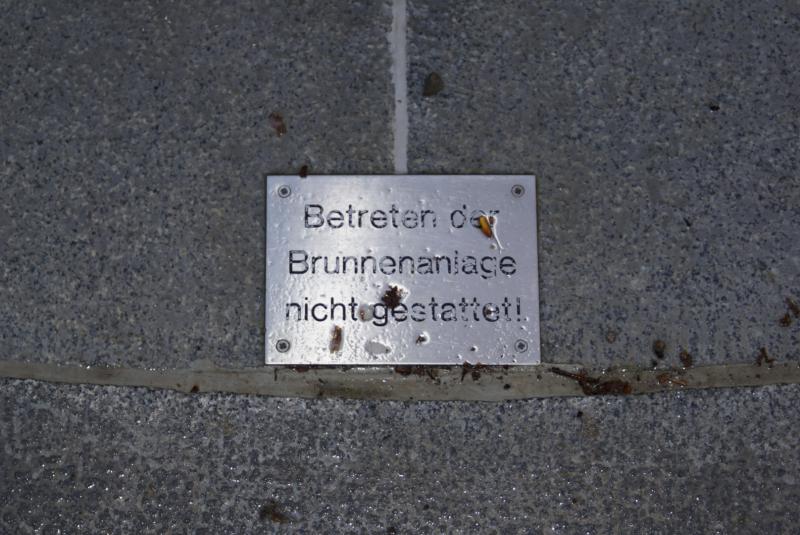 Betreten der
Brunnenanlage
nicht gestattet!